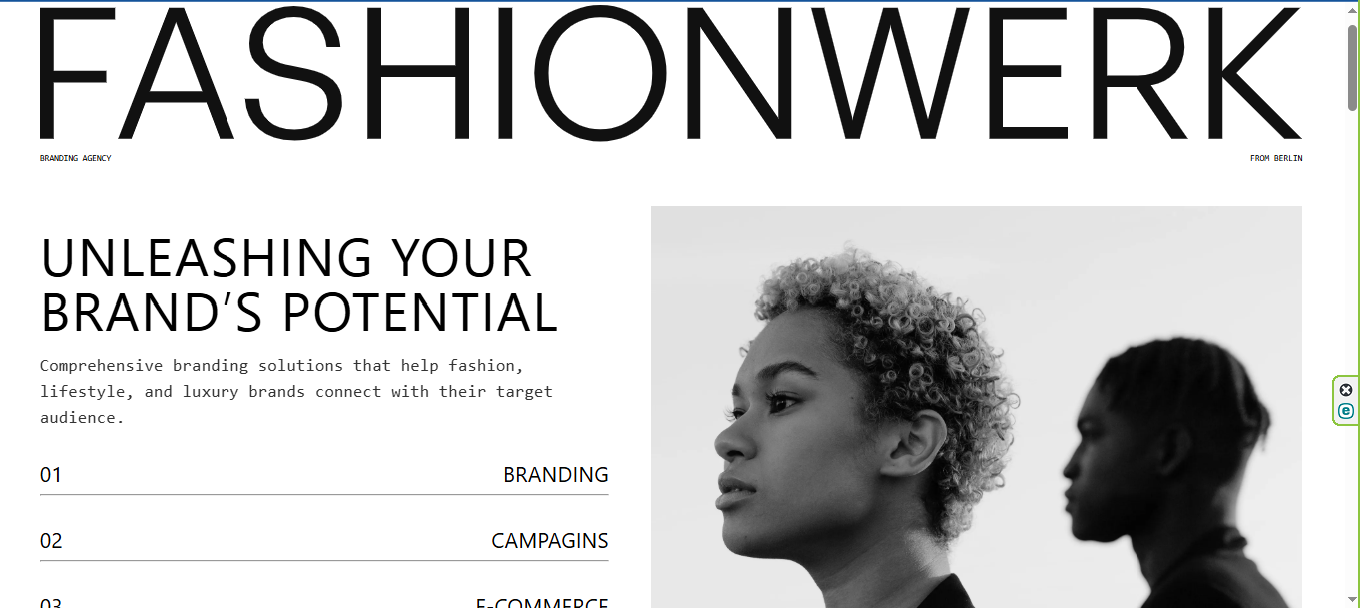 FASHIONWERK
BRANDING AGENCY
FROM BERLIN
UNLEASHING YOUR
BRAND’S POTENTIAL
Comprehensive branding solutions that help fashion,
lifestyle, and luxury brands connect with their target
audience.
01 BRANDING
02 CAMPAGINS
03 E-COMMERCE